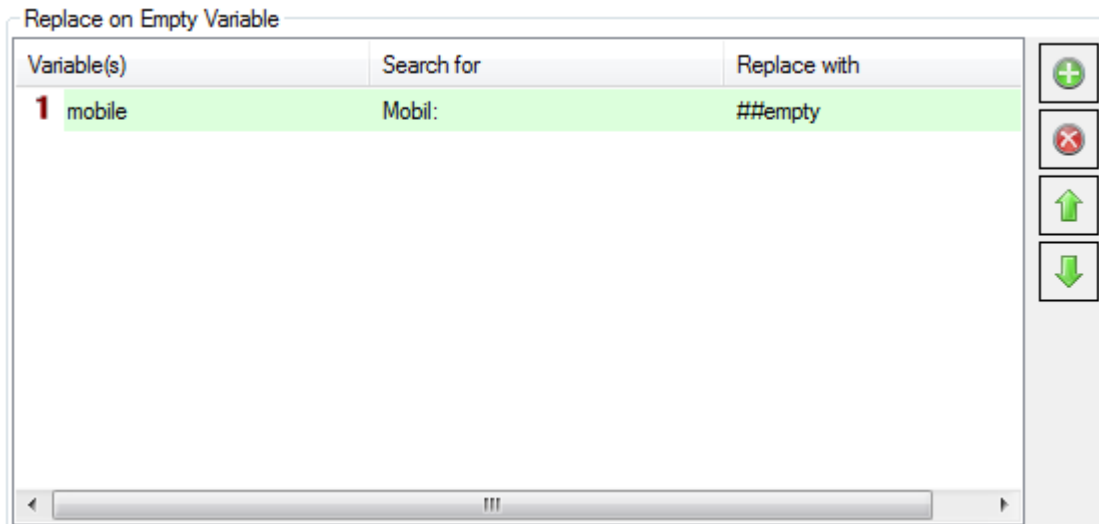 Replace on Empty Variable
Variable(s) Search for Replace with
1 mobile Mobil: ##empty